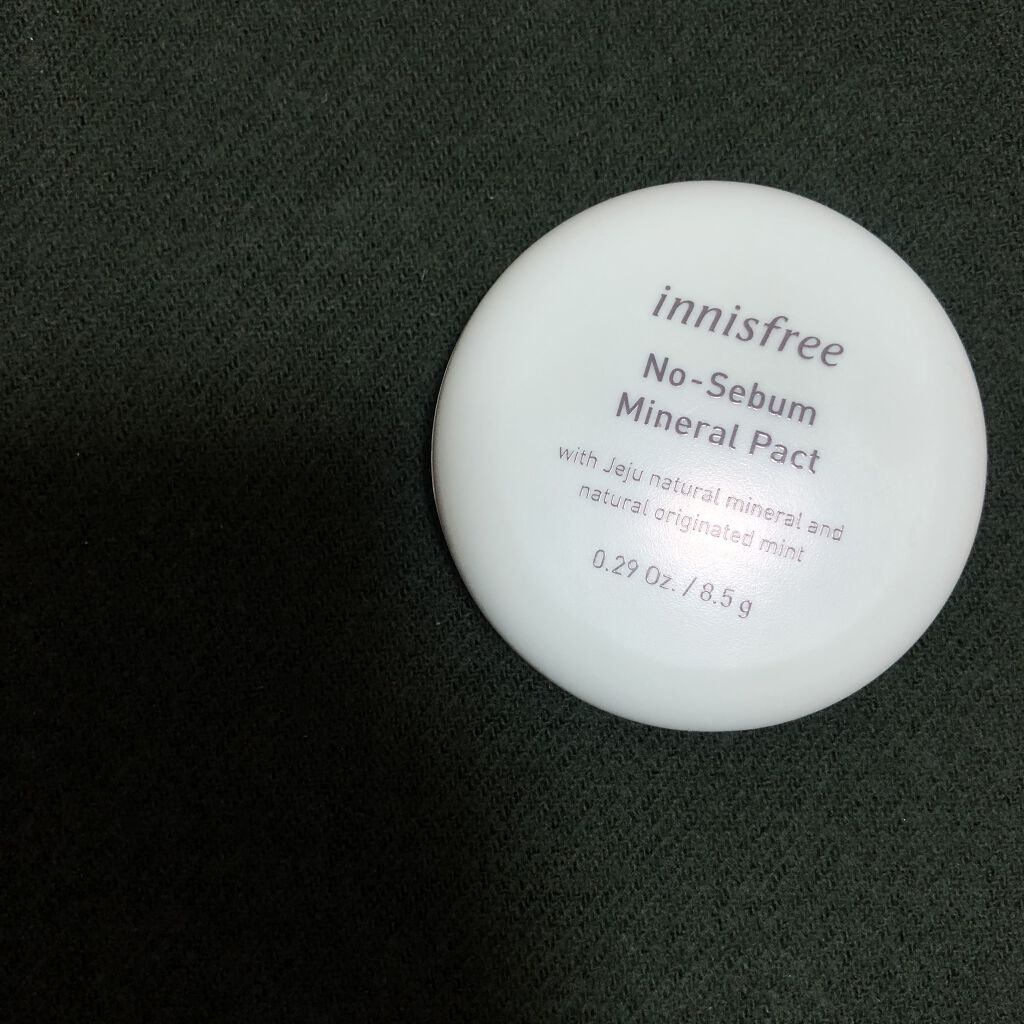 innisfree
No-Sebum
Mineral Pact
with Jeju natural mineral and
natural originated mint
0.29 Oz. / 8.5 g